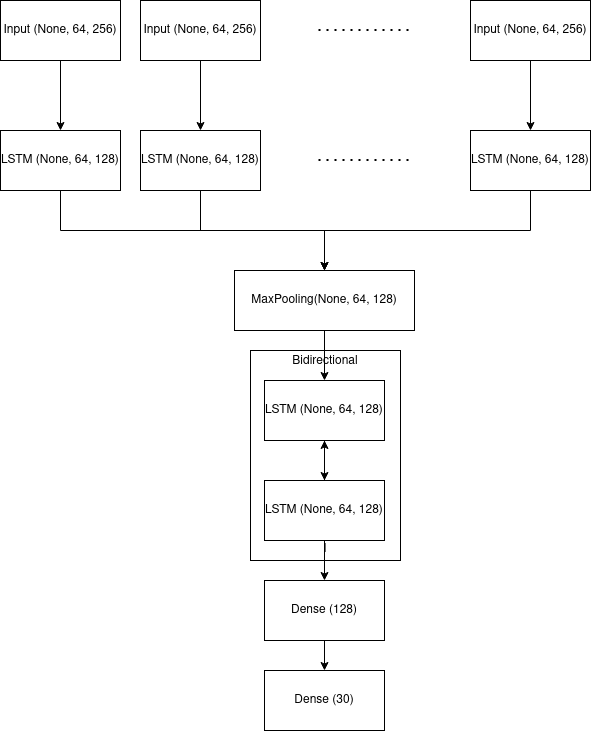 Input (None, 64, 256)
Input (None, 64, 256)
............
Input (None, 64, 256)
LSTM (None, 64, 128)
LSTM (None, 64, 128)
............
LSTM (None, 64, 128)
MaxPooling(None, 64, 128)
Bidirectional
LSTM (None, 64, 128)
LSTM (None, 64, 128)
Dense (128)
Dense (30)